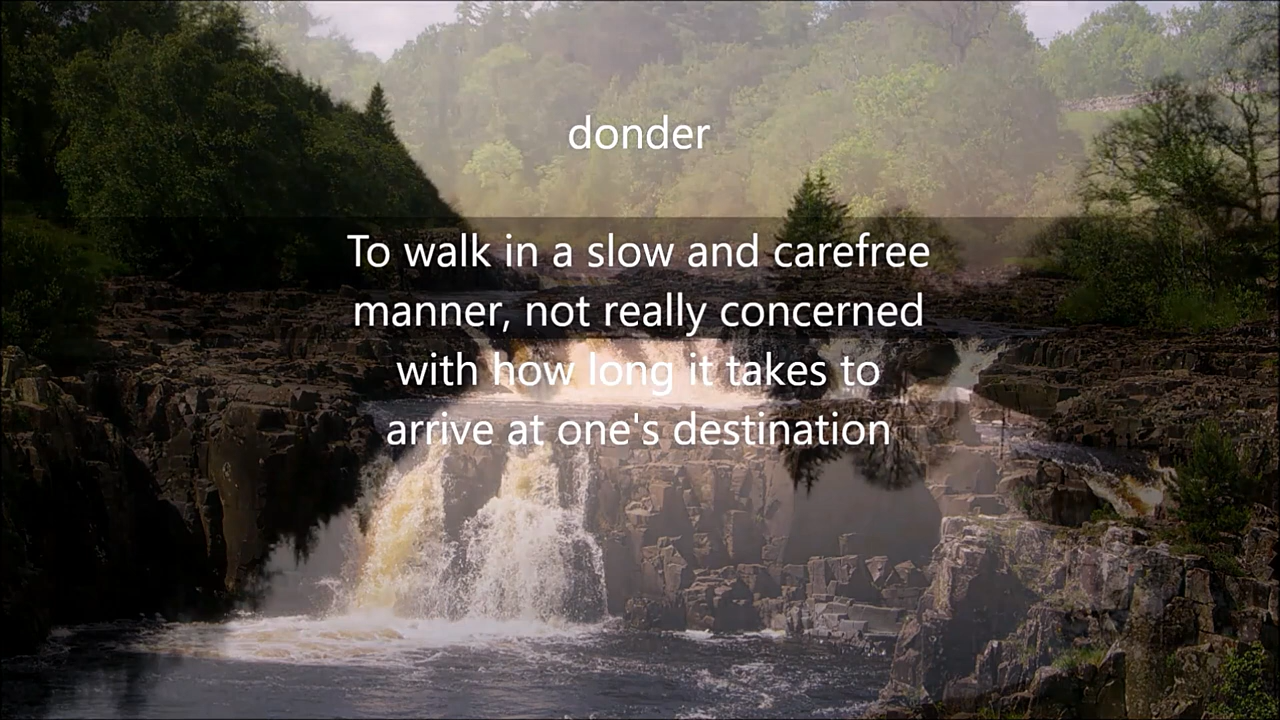 donder
To walk in a slow and carefree
manner, not really concerned
with how long it takes to
arrive at one's destination